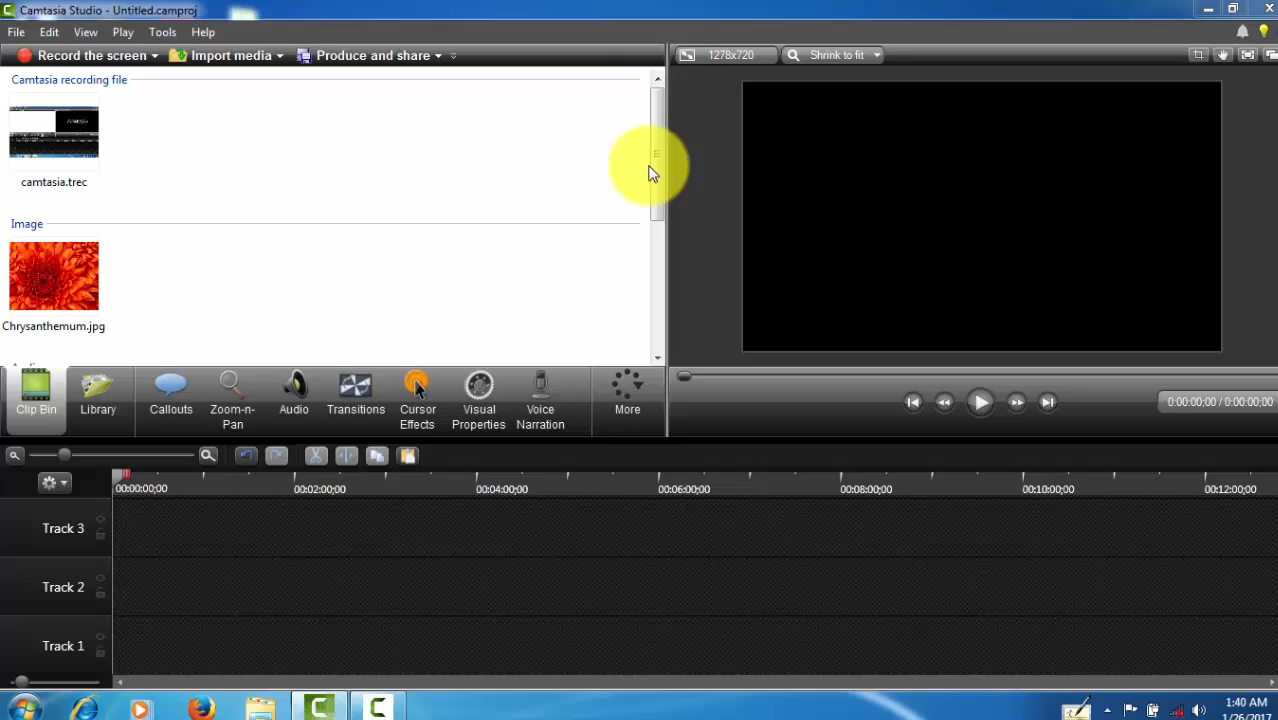 Camtasia Studio - Untitled.camproj
File Edit View Play Tools Help
Record the screen Import media Produce and share
1278x720 Shrink to fit
Camtasia recording file
camtasia.trec
Image
Chrysanthemum.jpg
Clip Bin Library Callouts Zoom-n-Pan Audio Transitions Cursor Effects Visual Properties Voice Narration More
0:00:00;00 / 0:00:00;00
00:00:00;00 00:02:00;00 00:04:00;00 00:06:00;00 00:08:00;00 00:10:00;00 00:12:00;00
Track 3
Track 2
Track 1
1:40 AM
1/26/2017